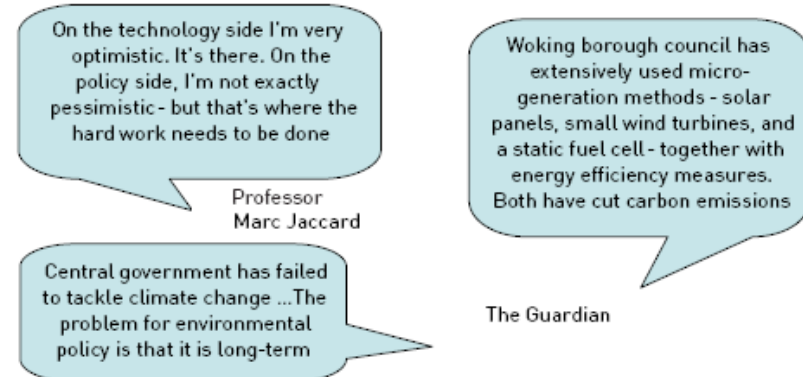 On the technology side I'm very
optimistic. It's there. On the
policy side, I'm not exactly
pessimistic - but that's where the
hard work needs to be done
Professor
Marc Jaccard
Woking borough council has
extensively used micro-
generation methods - solar
panels, small wind turbines, and
a static fuel cell - together with
energy efficiency measures.
Both have cut carbon emissions
Central government has failed
to tackle climate change ...The
problem for environmental
policy is that it is long-term
The Guardian